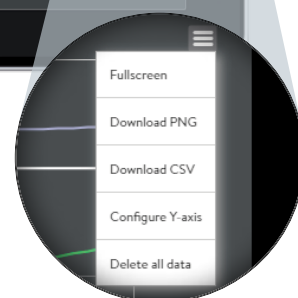 Fullscreen
Download PNG
Download CSV
Configure Y-axis
Delete all data